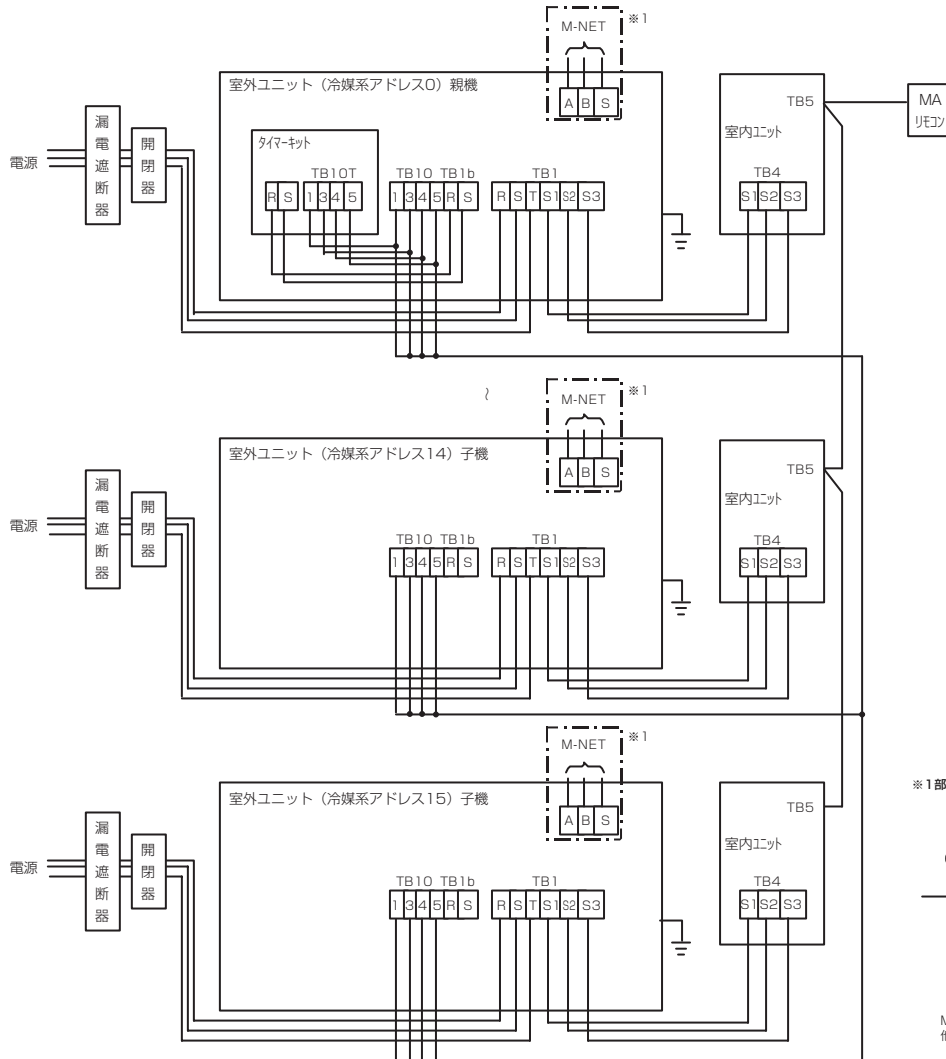 M-NET
※1
A B S
室外ユニット（冷媒系アドレス0）親機
漏電遮断器
開閉器
電源
タイマーキット
TB10T
R S 1 3 4 5
TB10 TB1b
1 3 4 5 R S
TB1
R S T S1 S2 S3
TB5
室内ユニット
TB4
S1 S2 S3
MA
リモコン
～
M-NET
※1
A B S
室外ユニット（冷媒系アドレス14）子機
漏電遮断器
開閉器
電源
TB10 TB1b
1 3 4 5 R S
TB1
R S T S1 S2 S3
TB5
室内ユニット
TB4
S1 S2 S3
M-NET
※1
A B S
室外ユニット（冷媒系アドレス15）子機
漏電遮断器
開閉器
電源
TB10 TB1b
1 3 4 5 R S
TB1
R S T S1 S2 S3
TB5
室内ユニット
TB4
S1 S2 S3
※1部